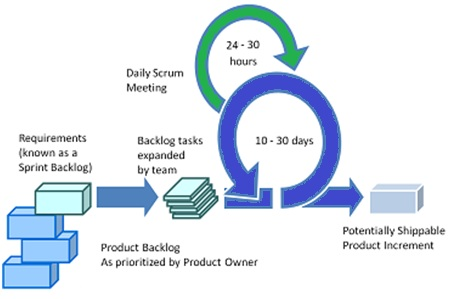 24 - 30
hours
Daily Scrum
Meeting
Requirements
(known as a
Sprint Backlog)
Backlog tasks
expanded
by team
10 - 30 days
Product Backlog
As prioritized by Product Owner
Potentially Shippable
Product Increment